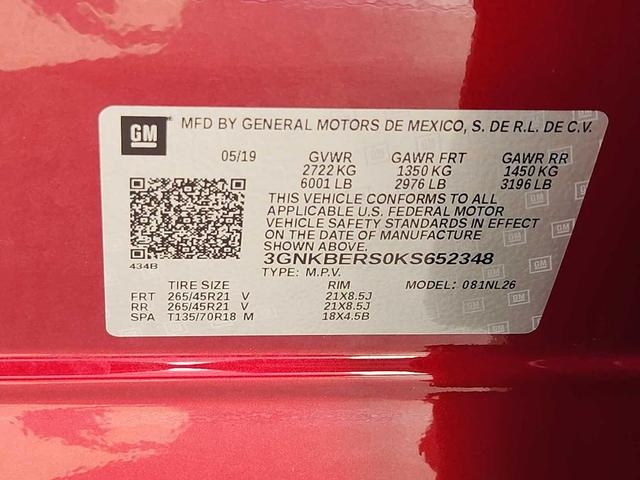 GM MFD BY GENERAL MOTORS DE MEXICO, S. DE R.L. DE C.V.
05/19 GVWR GAWR FRT GAWR RR
2722 KG 1350 KG 1450 KG
6001 LB 2976 LB 3196 LB
THIS VEHICLE CONFORMS TO ALL
APPLICABLE U.S. FEDERAL MOTOR
VEHICLE SAFETY STANDARDS IN EFFECT
ON THE DATE OF MANUFACTURE
SHOWN ABOVE.
434B
3GNKBERS0KS652348
TYPE: M.P.V. MODEL: 081NL26
TIRE SIZE RIM
FRT 265/45R21 V 21X8.5J
RR 265/45R21 V 21X8.5J
SPA T135/70R18 M 18X4.5B